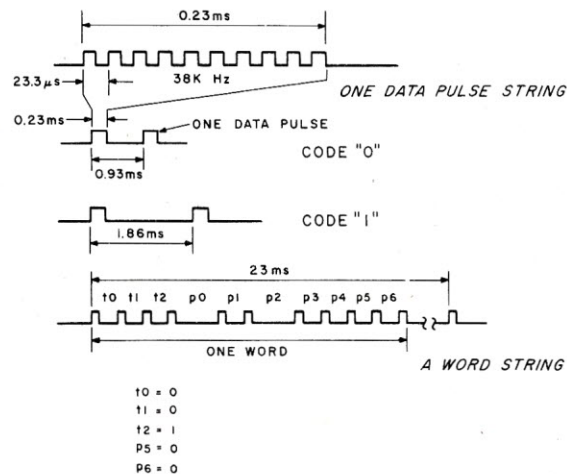 0.23ms
23.3µs
38K Hz
ONE DATA PULSE STRING
0.23ms
ONE DATA PULSE
CODE "0"
0.93ms
CODE "1"
1.86ms
23ms
t0 t1 t2 p0 p1 p2 p3 p4 p5 p6
ONE WORD
A WORD STRING
t0 = 0
t1 = 0
t2 = 1
P5 = 0
P6 = 0